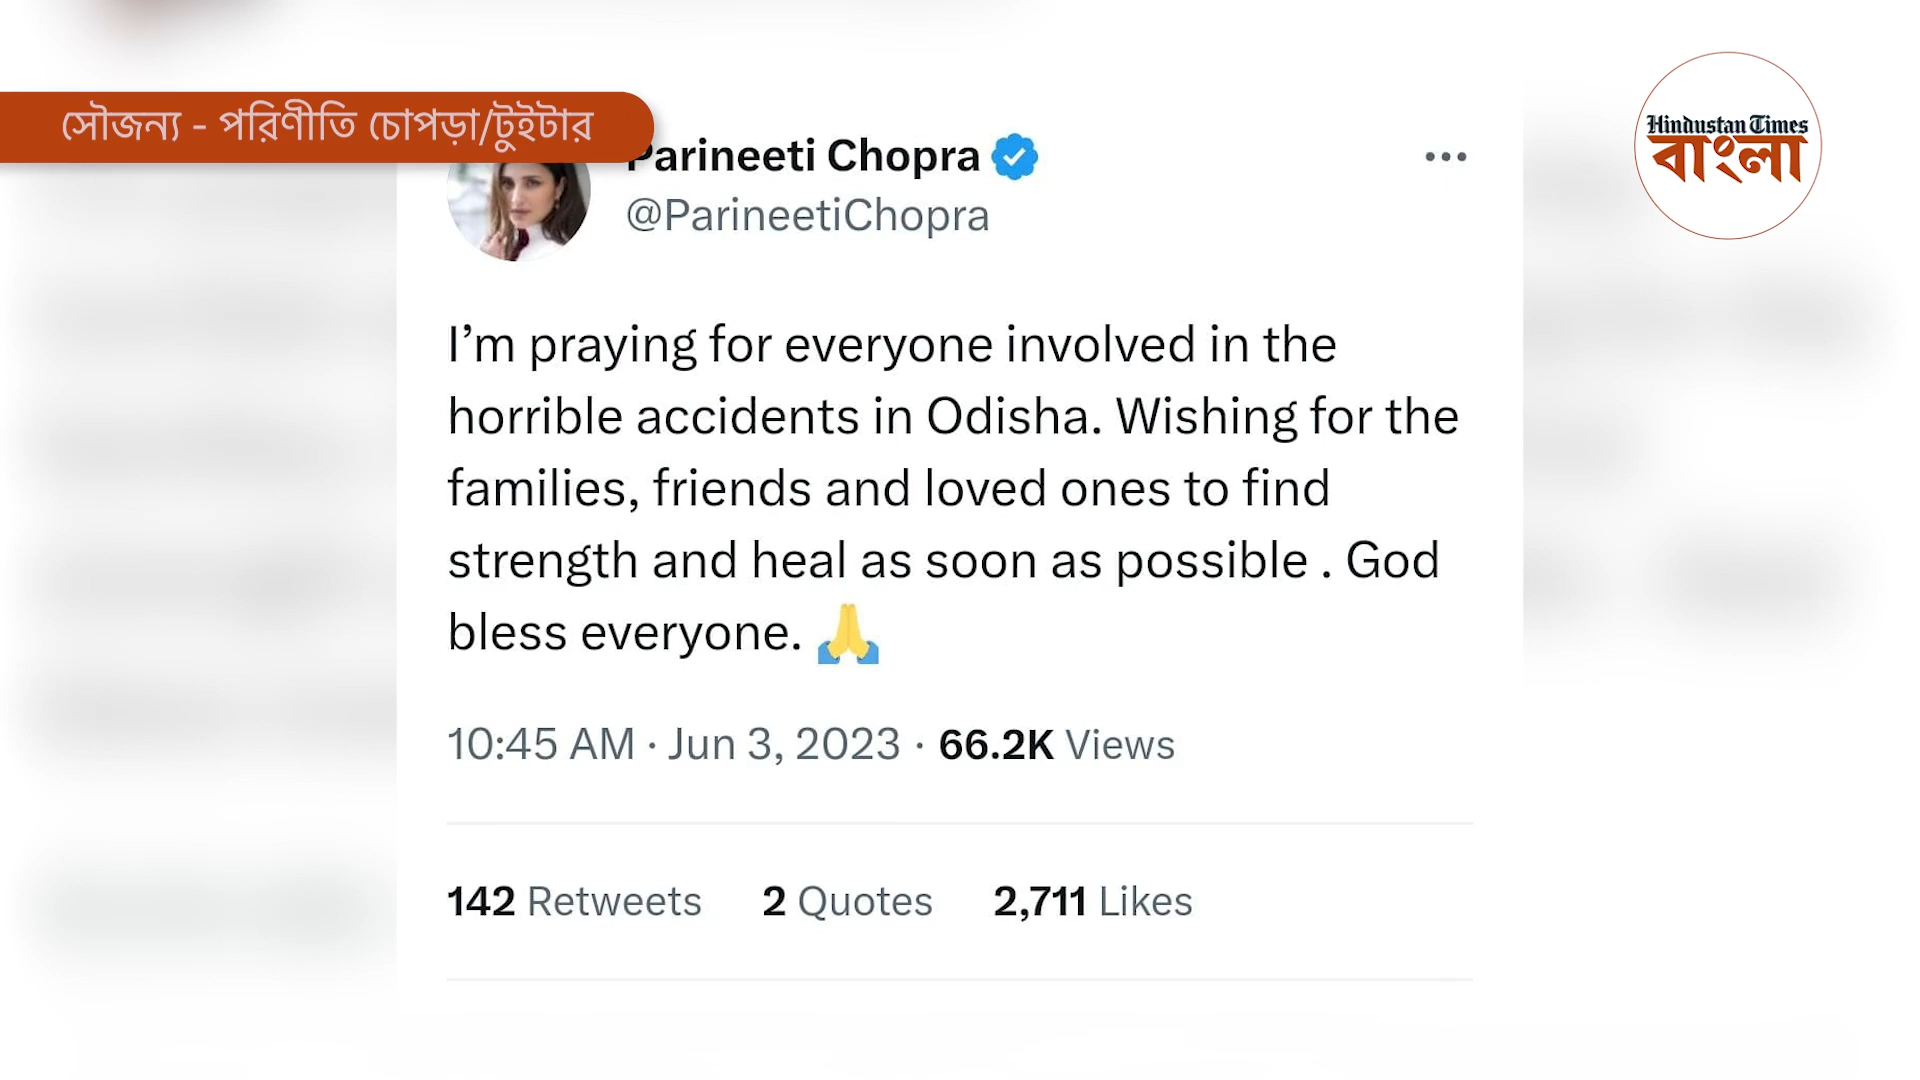 সৌজন্য - পরিণীতি চোপড়া/টুইটার
Hindustan Times
বাংলা
Parineeti Chopra
@ParineetiChopra
I’m praying for everyone involved in the
horrible accidents in Odisha. Wishing for the
families, friends and loved ones to find
strength and heal as soon as possible . God
bless everyone. 🙏
10:45 AM · Jun 3, 2023 · 66.2K Views
142 Retweets 2 Quotes 2,711 Likes